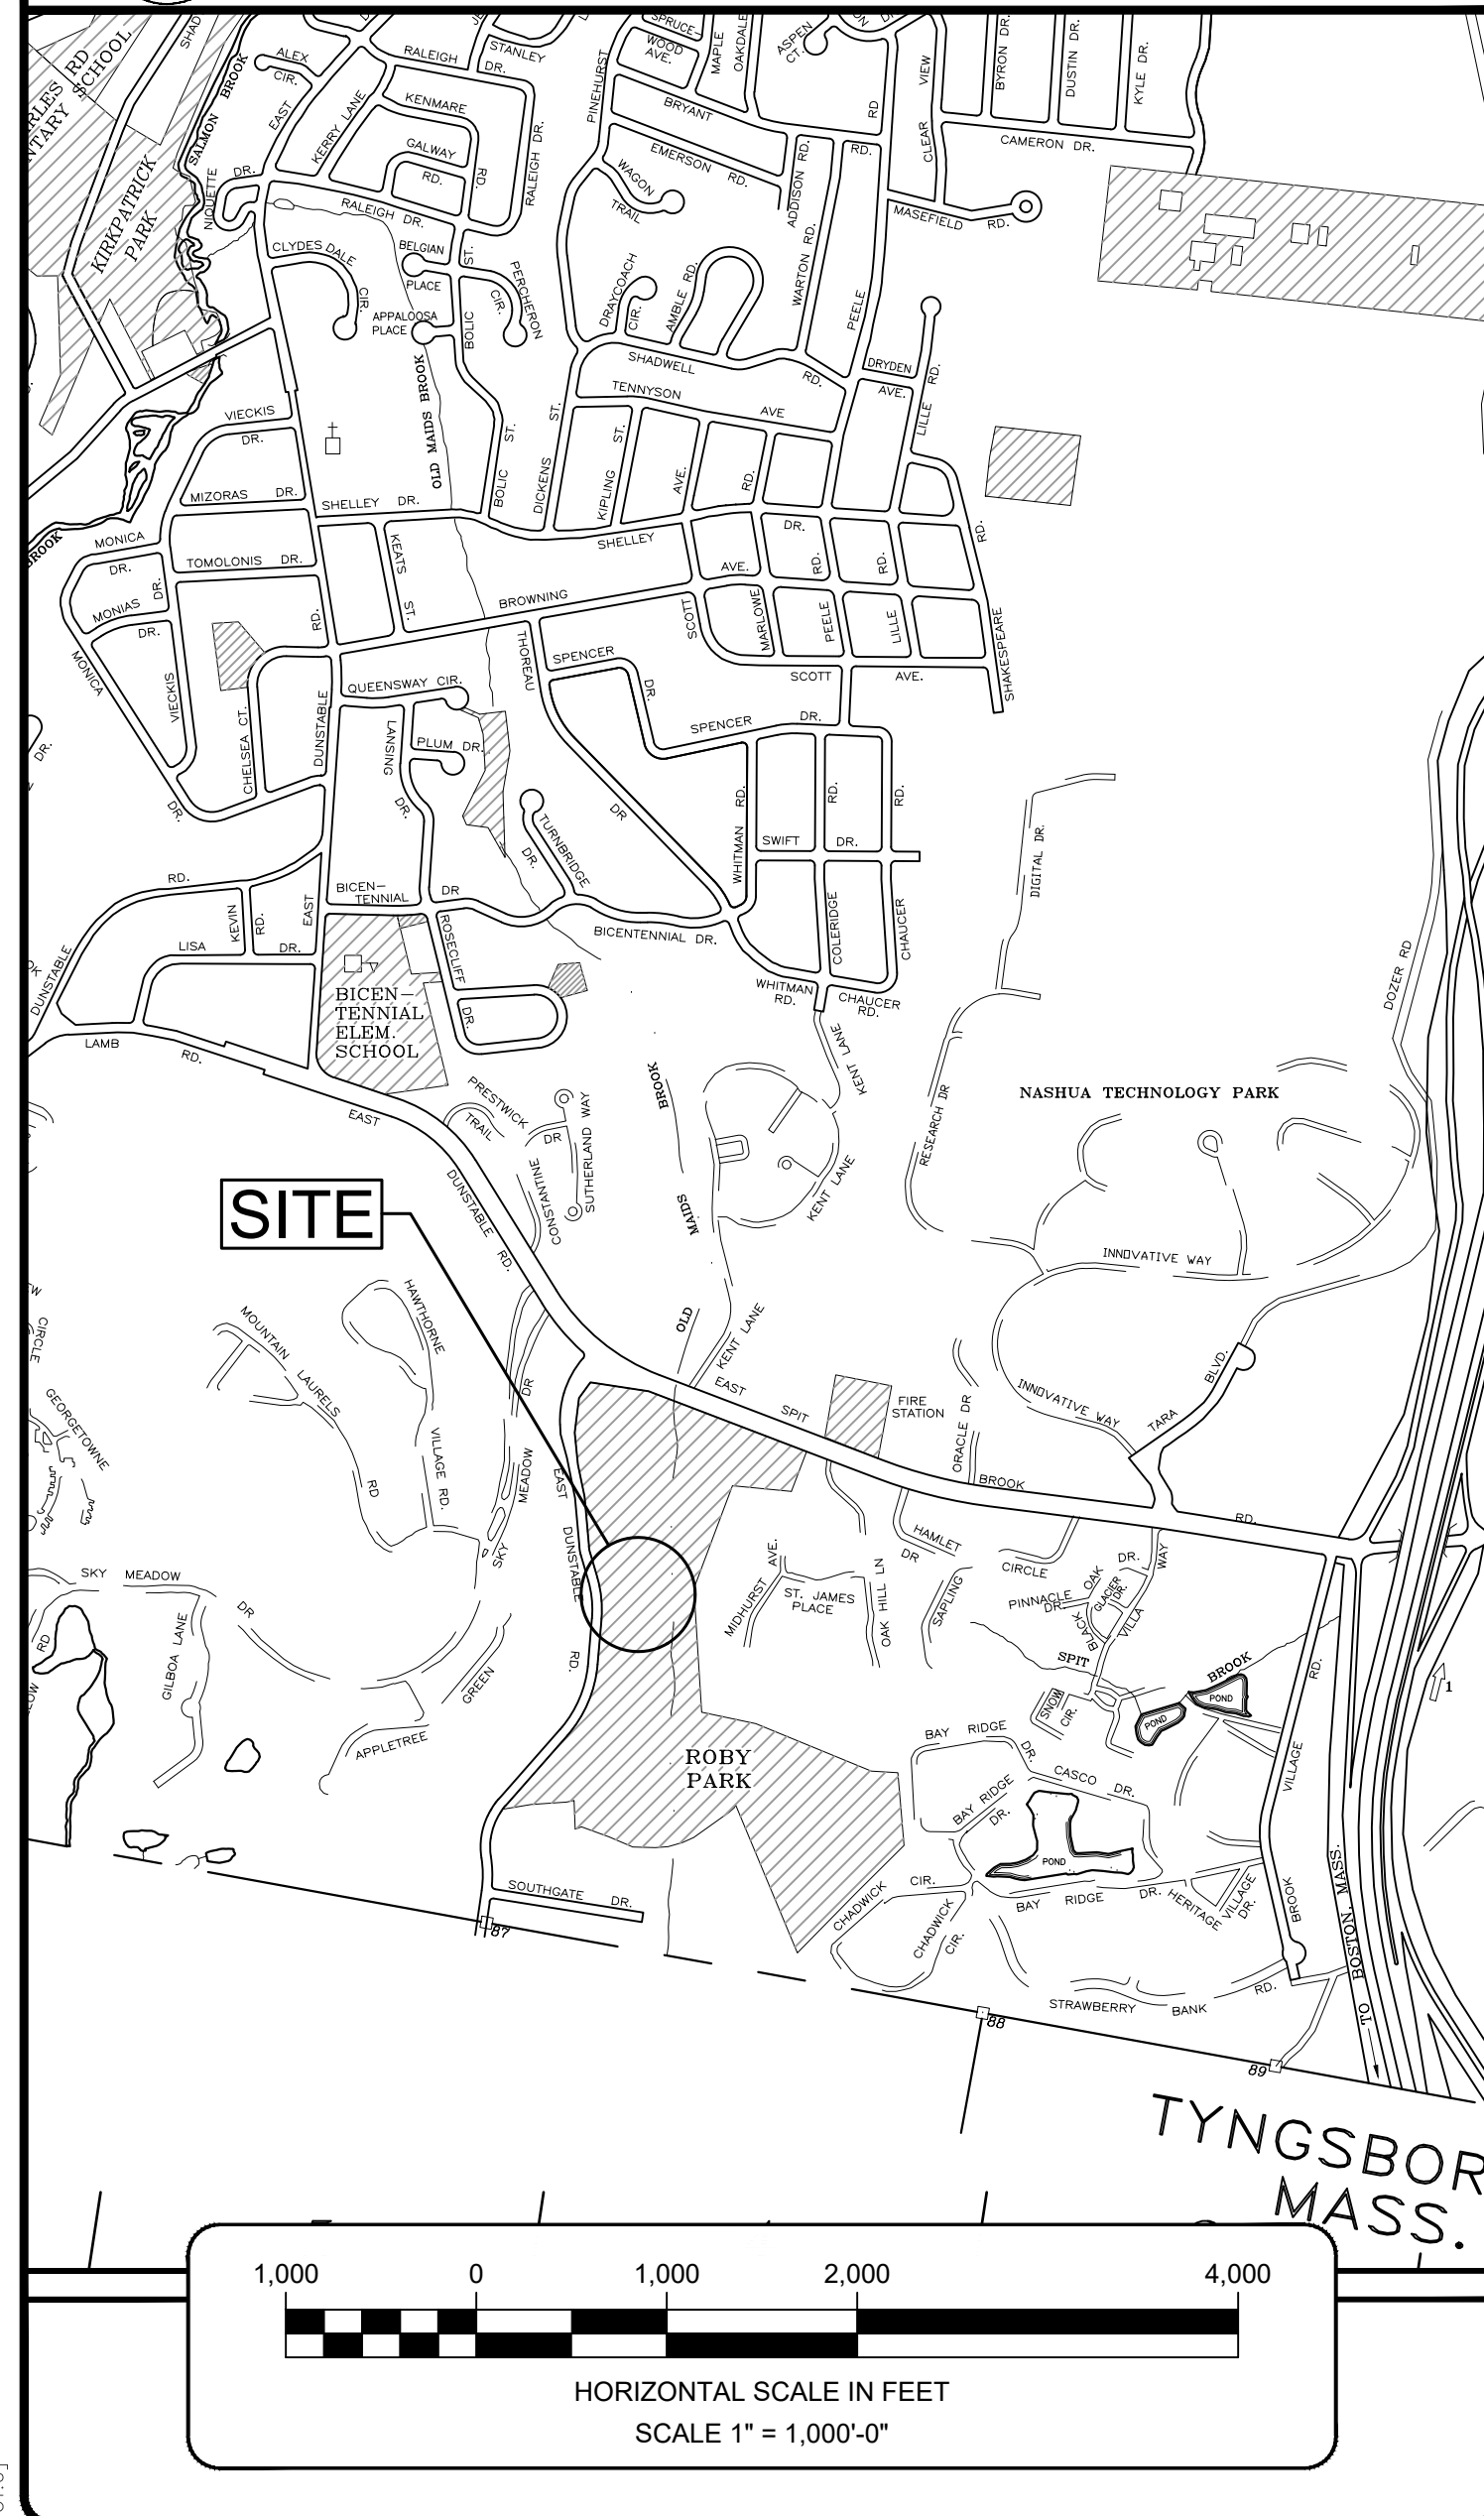 SHAD
RLES RD
NTARY SCHOOL
SALMON BROOK
KIRKPATRICK
PARK
ALEX
CIR.
EAST
RALEIGH DR.
STANLEY
KERRY LANE
KENMARE
RD.
GALWAY
RD.
RALEIGH DR.
NIQUETTE
DR.
RALEIGH DR.
PINEHURST
SPRUCE-
WOOD
AVE.
MAPLE
OAKDALE
ASPEN
CT.
BRYANT
RD.
RD
EMERSON RD.
WAGON
TRAIL
ADDISON RD.
WARTON RD.
VIEW
CLEAR
BYRON DR.
DUSTIN DR.
KYLE DR.
CAMERON DR.
MASEFIELD RD.
CLYDES DALE
CIR.
BELGIAN
PLACE
APPALOOSA
PLACE
ST.
BOLIC
PERCHERON
CIR.
DRAYCOACH
CIR.
AMBLE RD.
PEELE
SHADWELL
RD.
DRYDEN
AVE.
LILLE RD.
TENNYSON AVE
OLD MAIDS BROOK
VIECKIS
DR.
MIZORAS DR.
SHELLEY DR.
BOLIC ST.
DICKENS ST.
KIPLING ST.
AVE.
RD.
SHELLEY
DR.
RD.
RD.
RD.
BROOK
MONICA
DR.
TOMOLONIS DR.
MONIAS
DR.
DR.
KEATS
ST.
RD.
BROWNING
AVE.
SCOTT
MARLOWE
PEELE
LILLE
SHAKESPEARE
MONICA
VIECKIS
CHELSEA CT.
DUNSTABLE
QUEENSWAY CIR.
LANSING
PLUM DR.
DR.
THOREAU
DR
SPENCER
DR.
SPENCER DR.
SCOTT AVE.
DR.
TURNBRIDGE
DR.
WHITMAN
RD.
RD.
RD.
SWIFT DR.
DIGITAL DR.
DR.
RD.
KEVIN
RD.
EAST
BICEN-
TENNIAL
DR
LISA DR.
DUNSTABLE
LAMB
RD.
ROSECLIFF
DR.
BICEN-
TENNIAL
ELEM.
SCHOOL
BICENTENNIAL DR.
COLERIDGE
CHAUCER
WHITMAN
RD.
CHAUCER
RD.
DOZER RD
KENT LANE
RESEARCH DR
NASHUA TECHNOLOGY PARK
EAST
PRESTWICK
TRAIL
DR
CONSTANTINE
SUTHERLAND WAY
BROOK
MAIDS
KENT LANE
SITE
DUNSTABLE
RD.
INNOVATIVE WAY
CIRCLE
MOUNTAIN
LAURELS
RD
HAWTHORNE
VILLAGE RD.
OLD
KENT LANE
EAST
SPIT
DR
MEADOW
SKY
FIRE
STATION
ORACLE DR
INNOVATIVE WAY
TARA
BLVD.
BROOK
RD.
GEORGETOWNE
EAST
DUNSTABLE
RD.
SKY MEADOW
DR
RD
GILBOA LANE
GREEN
APPLETREE
HAMLET
DR
CIRCLE
MIDHURST AVE.
ST. JAMES
PLACE
OAK HILL LN
SAPLING
PINNACLE
DR.
OAK
BLACK
GLACIER
DR.
DR.
WAY
VILLA
SPIT
BROOK
POND
POND
SNOW
CIR.
RD.
VILLAGE
1
ROBY
PARK
BAY RIDGE
DR.
CASCO DR.
BAY RIDGE
DR.
POND
CHADWICK
CIR.
CHADWICK
CIR.
BAY RIDGE DR.
HERITAGE
VILLAGE
DR.
BROOK
SOUTHGATE DR.
87
88
89
STRAWBERRY BANK RD.
TO BOSTON, MASS.
TYNGSBOR
MASS.
1,000 0 1,000 2,000 4,000
HORIZONTAL SCALE IN FEET
SCALE 1" = 1,000'-0"